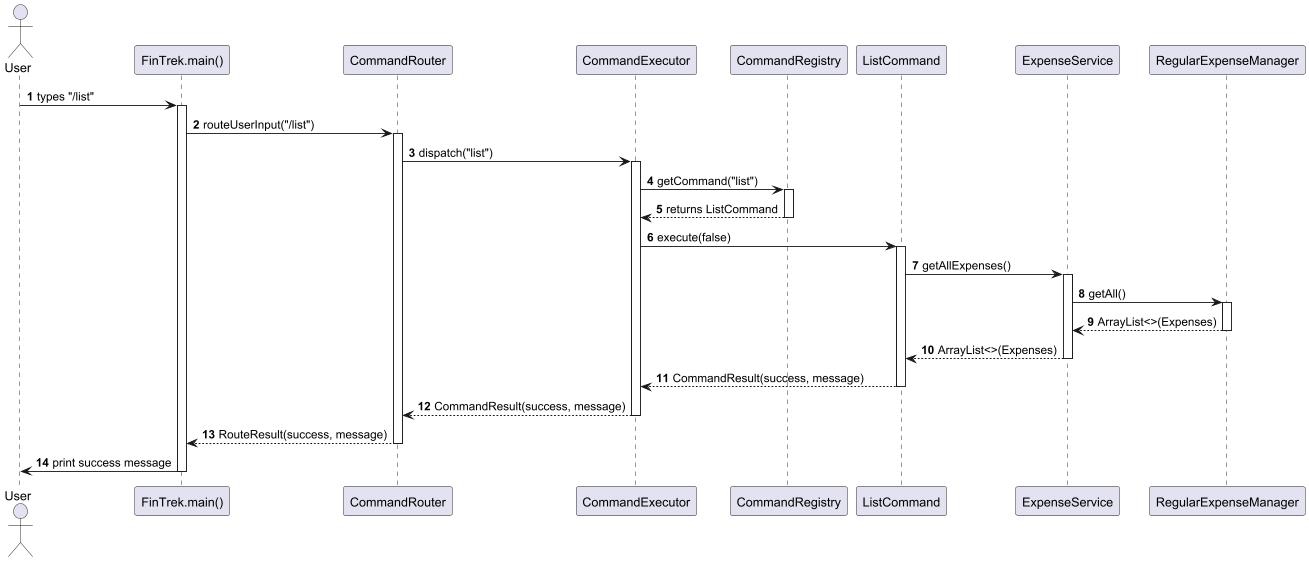 User
FinTrek.main()
CommandRouter
CommandExecutor
CommandRegistry
ListCommand
ExpenseService
RegularExpenseManager
1 types "/list"
2 routeUserInput("/list")
3 dispatch("list")
4 getCommand("list")
5 returns ListCommand
6 execute(false)
7 getAllExpenses()
8 getAll()
9 ArrayList<>(Expenses)
10 ArrayList<>(Expenses)
11 CommandResult(success, message)
12 CommandResult(success, message)
13 RouteResult(success, message)
14 print success message
User
FinTrek.main()
CommandRouter
CommandExecutor
CommandRegistry
ListCommand
ExpenseService
RegularExpenseManager